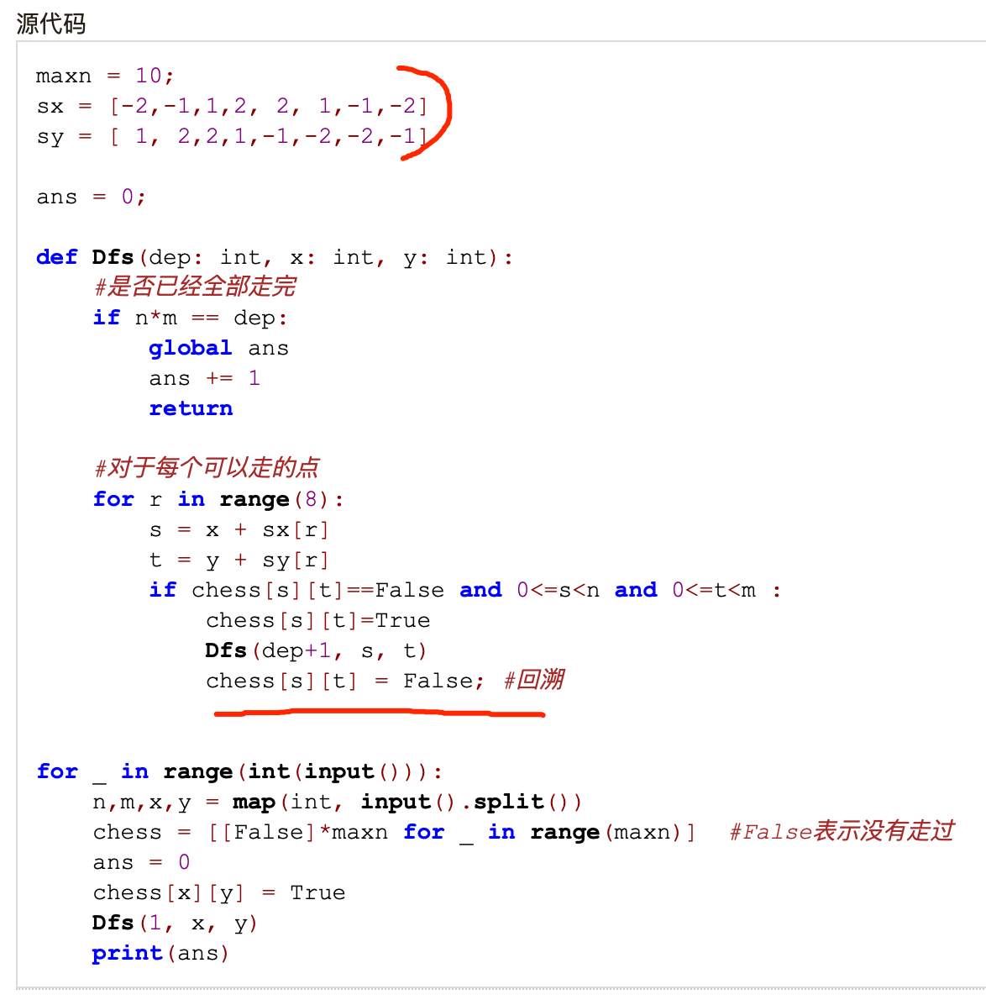 源代码
maxn = 10;
sx = [-2,-1,1,2, 2, 1,-1,-2]
sy = [ 1, 2,2,1,-1,-2,-2,-1]
ans = 0;
def Dfs(dep: int, x: int, y: int):
    #是否已经全部走完
    if n*m == dep:
        global ans
        ans += 1
        return
    #对于每个可以走的点
    for r in range(8):
        s = x + sx[r]
        t = y + sy[r]
        if chess[s][t]==False and 0<=s<n and 0<=t<m :
            chess[s][t]=True
            Dfs(dep+1, s, t)
            chess[s][t] = False; #回溯
for _ in range(int(input())):
    n,m,x,y = map(int, input().split())
    chess = [[False]*maxn for _ in range(maxn)]  #False表示没有走过
    ans = 0
    chess[x][y] = True
    Dfs(1, x, y)
    print(ans)